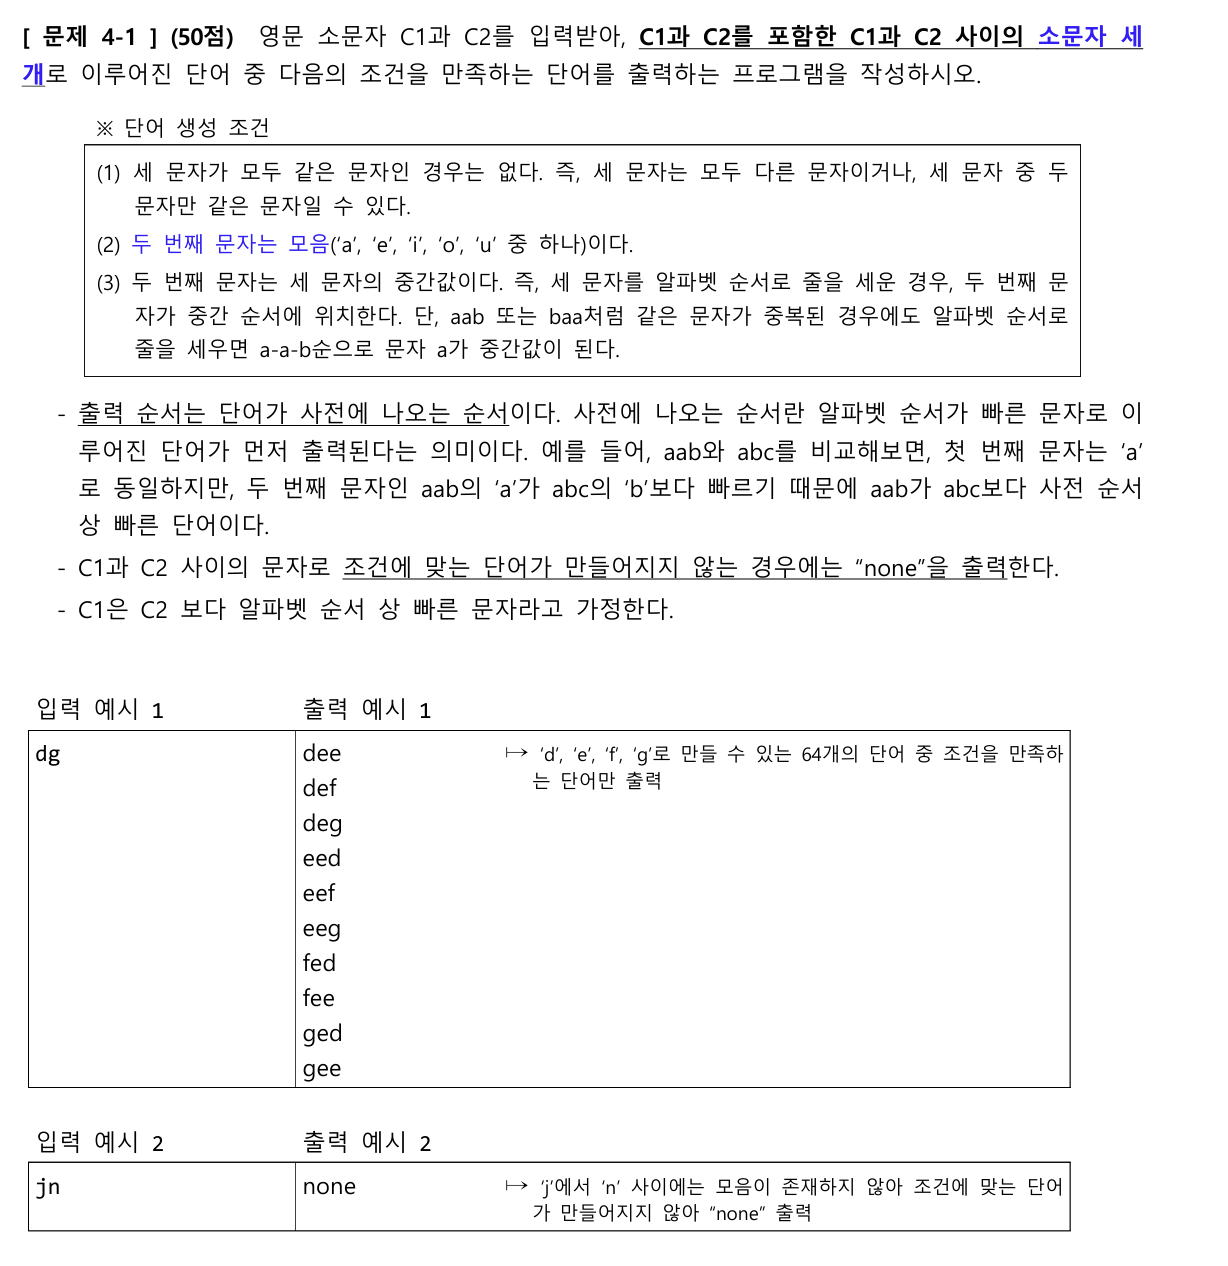 [ 문제 4-1 ] (50점) 영문 소문자 C1과 C2를 입력받아, C1과 C2를 포함한 C1과 C2 사이의 소문자 세
개로 이루어진 단어 중 다음의 조건을 만족하는 단어를 출력하는 프로그램을 작성하시오.
※ 단어 생성 조건
(1) 세 문자가 모두 같은 문자인 경우는 없다. 즉, 세 문자는 모두 다른 문자이거나, 세 문자 중 두
문자만 같은 문자일 수 있다.
(2) 두 번째 문자는 모음('a', 'e', 'i', 'o', 'u' 중 하나)이다.
(3) 두 번째 문자는 세 문자의 중간값이다. 즉, 세 문자를 알파벳 순서로 줄을 세운 경우, 두 번째 문
자가 중간 순서에 위치한다. 단, aab 또는 baa처럼 같은 문자가 중복된 경우에도 알파벳 순서로
줄을 세우면 a-a-b순으로 문자 a가 중간값이 된다.
- 출력 순서는 단어가 사전에 나오는 순서이다. 사전에 나오는 순서란 알파벳 순서가 빠른 문자로 이
루어진 단어가 먼저 출력된다는 의미이다. 예를 들어, aab와 abc를 비교해보면, 첫 번째 문자는 'a'
로 동일하지만, 두 번째 문자인 aab의 'a'가 abc의 'b'보다 빠르기 때문에 aab가 abc보다 사전 순서
상 빠른 단어이다.
- C1과 C2 사이의 문자로 조건에 맞는 단어가 만들어지지 않는 경우에는 "none"을 출력한다.
- C1은 C2 보다 알파벳 순서 상 빠른 문자라고 가정한다.
입력 예시 1 출력 예시 1
dg dee ↦ 'd', 'e', 'f', 'g'로 만들 수 있는 64개의 단어 중 조건을 만족하
는 단어만 출력
def
deg
eed
eef
eeg
fed
fee
ged
gee
입력 예시 2 출력 예시 2
jn none ↦ 'j'에서 'n' 사이에는 모음이 존재하지 않아 조건에 맞는 단어
가 만들어지지 않아 "none" 출력